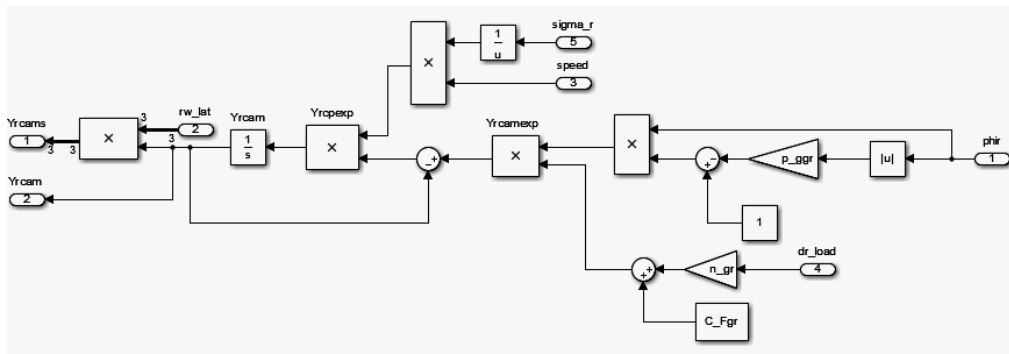 sigma_r
1
u
5
×
speed
3
Yrcams
1
3
3
×
3
rw_lat
2
3
Yrcam
1
s
Yrcpexp
×
- +
Yrcamexp
×
×
+ -
p_ggr
|u|
phir
1
Yrcam
2
1
dr_load
4
n_gr
+ +
C_Fgr